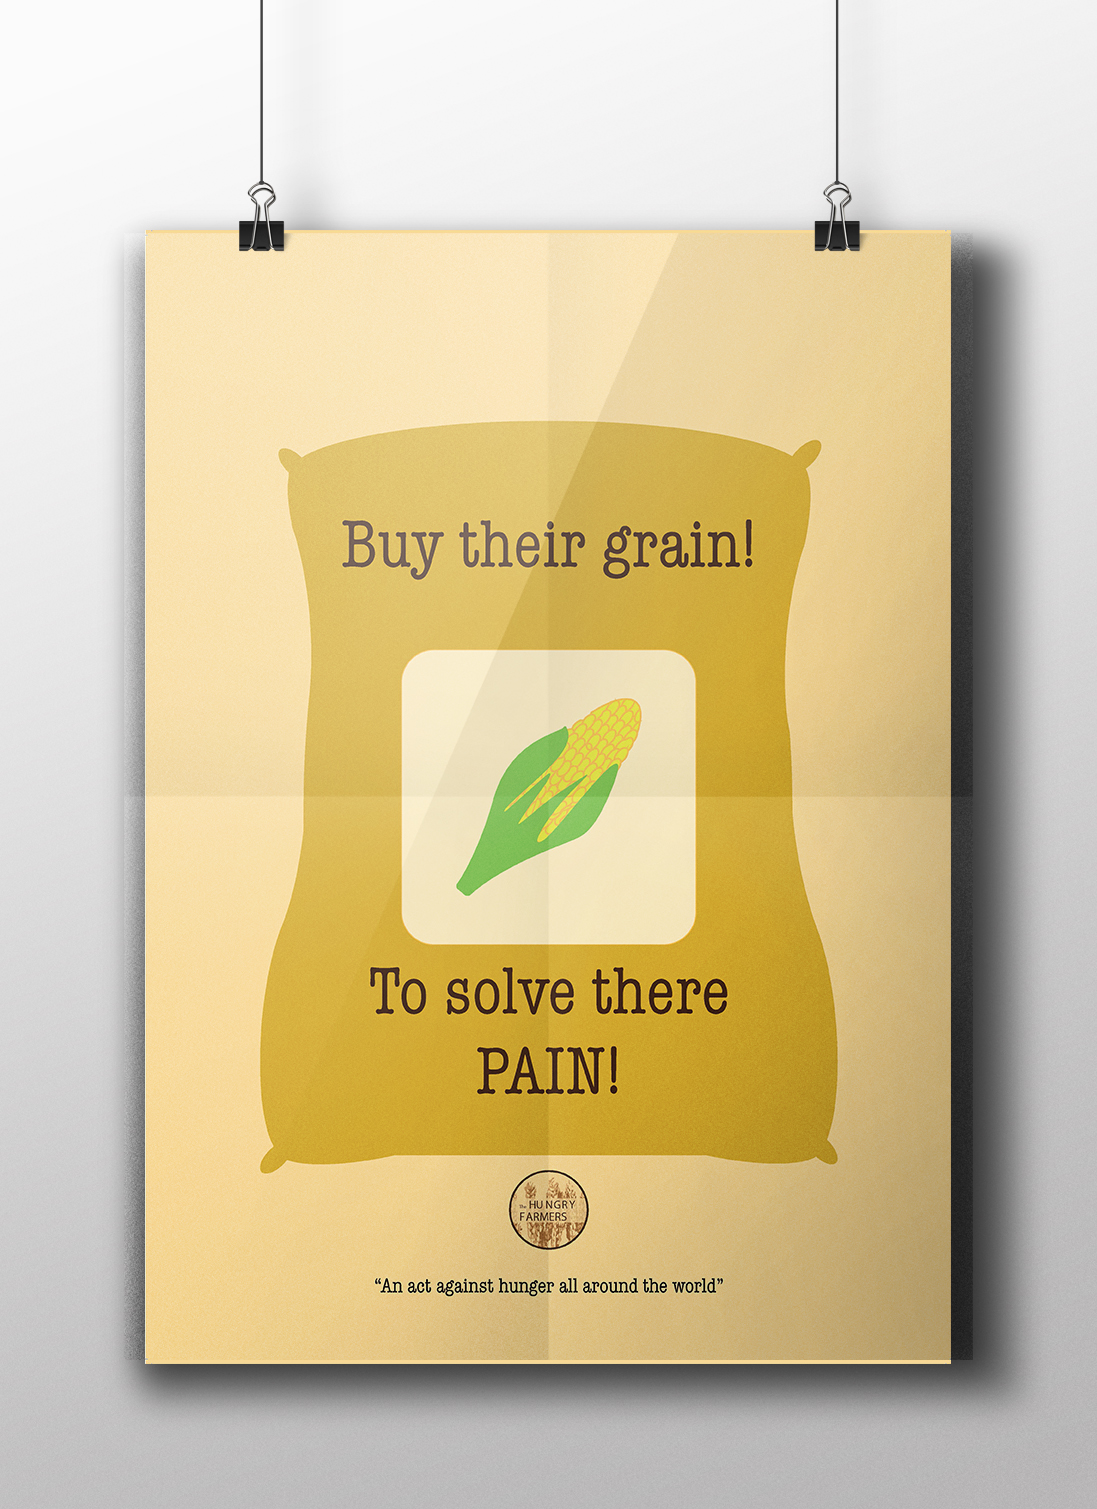 Buy their grain!
To solve there
PAIN!
The HUNGRY
FARMERS
“An act against hunger all around the world”